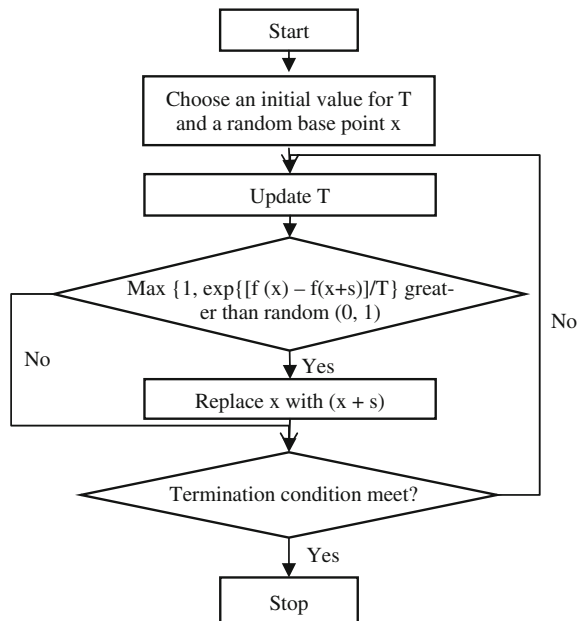 Start
Choose an initial value for T
and a random base point x
Update T
Max {1, exp{[f (x) – f(x+s)]/T} great-
er than random (0, 1)
No
No
Yes
Replace x with (x + s)
Termination condition meet?
Yes
Stop